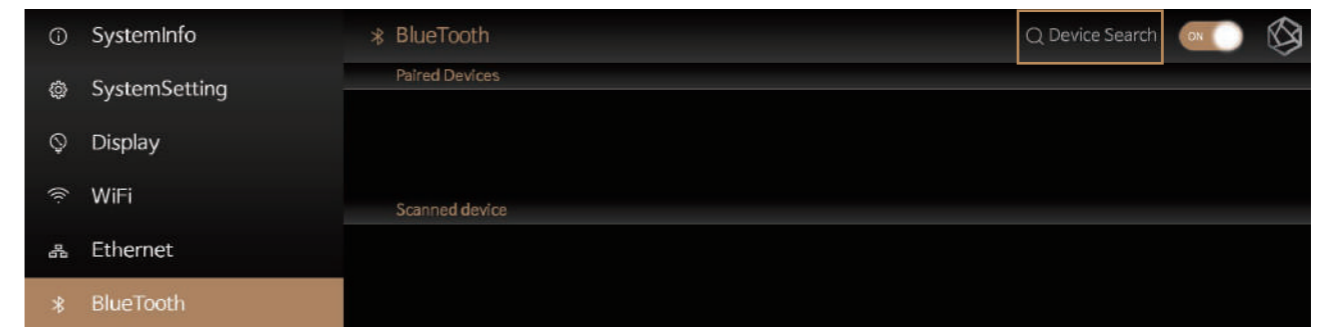 SystemInfo
SystemSetting
Display
WiFi
Ethernet
BlueTooth
BlueTooth
Device Search
ON
Paired Devices
Scanned device